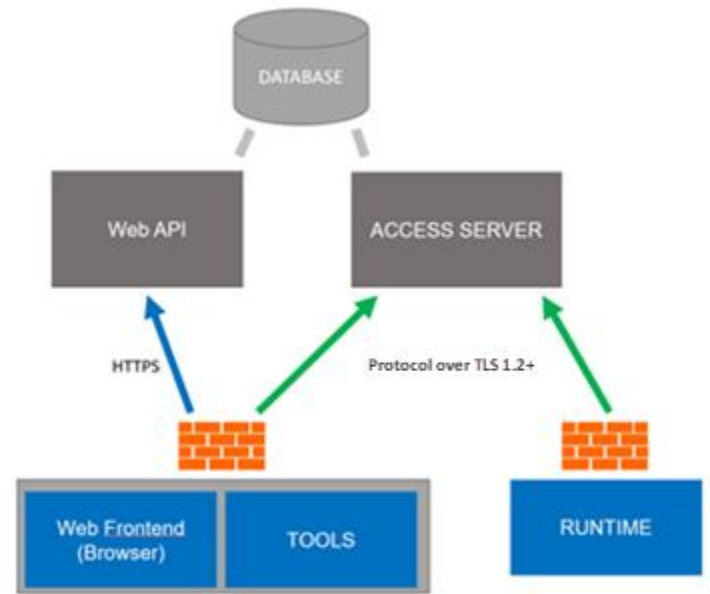 DATABASE
Web API
ACCESS SERVER
HTTPS
Protocol over TLS 1.2+
Web Frontend
(Browser)
TOOLS
RUNTIME